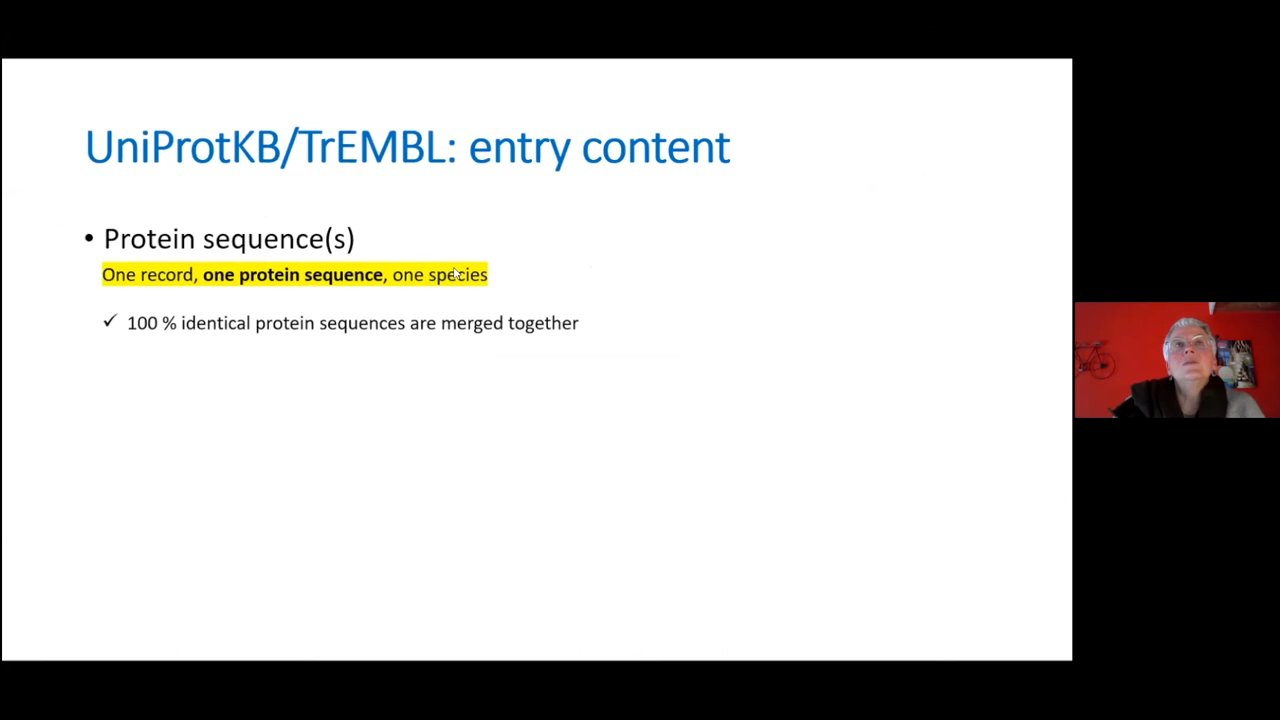 UniProtKB/TrEMBL: entry content
• Protein sequence(s)
One record, one protein sequence, one species
✓ 100 % identical protein sequences are merged together